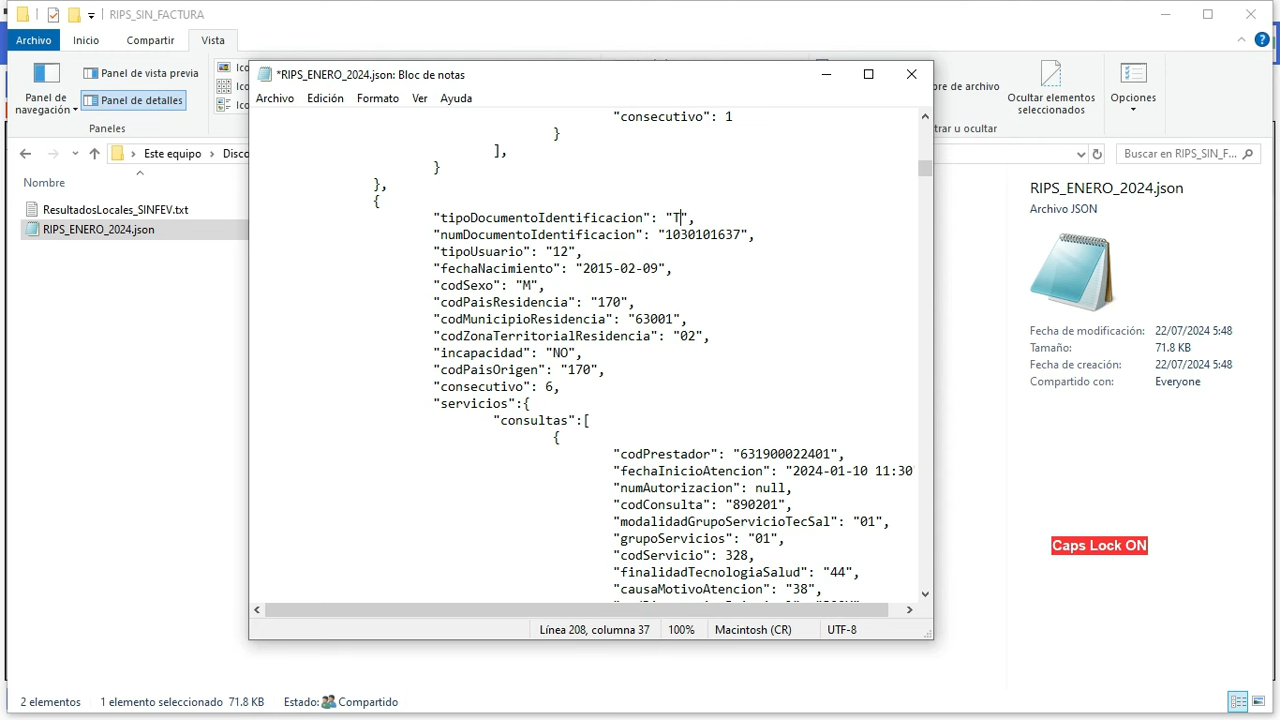 RIPS_SIN_FACTURA
Archivo
Inicio
Compartir
Vista
Panel de navegación
Panel de vista previa
Panel de detalles
Paneles
Ocultar elementos seleccionados
Opciones
Este equipo
Disco
Buscar en RIPS_SIN_F...
Nombre
ResultadosLocales_SINFEV.txt
RIPS_ENERO_2024.json
*RIPS_ENERO_2024.json: Bloc de notas
Archivo Edición Formato Ver Ayuda
"consecutivo": 1
}
],
}
},
{
"tipoDocumentoIdentificacion": "T",
"numDocumentoIdentificacion": "1030101637",
"tipoUsuario": "12",
"fechaNacimiento": "2015-02-09",
"codSexo": "M",
"codPaisResidencia": "170",
"codMunicipioResidencia": "63001",
"codZonaTerritorialResidencia": "02",
"incapacidad": "NO",
"codPaisOrigen": "170",
"consecutivo": 6,
"servicios":{
"consultas":[
{
"codPrestador": "631900022401",
"fechaInicioAtencion": "2024-01-10 11:30
"numAutorizacion": null,
"codConsulta": "890201",
"modalidadGrupoServicioTecSal": "01",
"grupoServicios": "01",
"codServicio": 328,
"finalidadTecnologiaSalud": "44",
"causaMotivoAtencion": "38",
Línea 208, columna 37
100%
Macintosh (CR)
UTF-8
RIPS_ENERO_2024.json
Archivo JSON
Fecha de modificación: 22/07/2024 5:48
Tamaño: 71.8 KB
Fecha de creación: 22/07/2024 5:48
Compartido con: Everyone
Caps Lock ON
2 elementos
1 elemento seleccionado 71.8 KB
Estado: Compartido